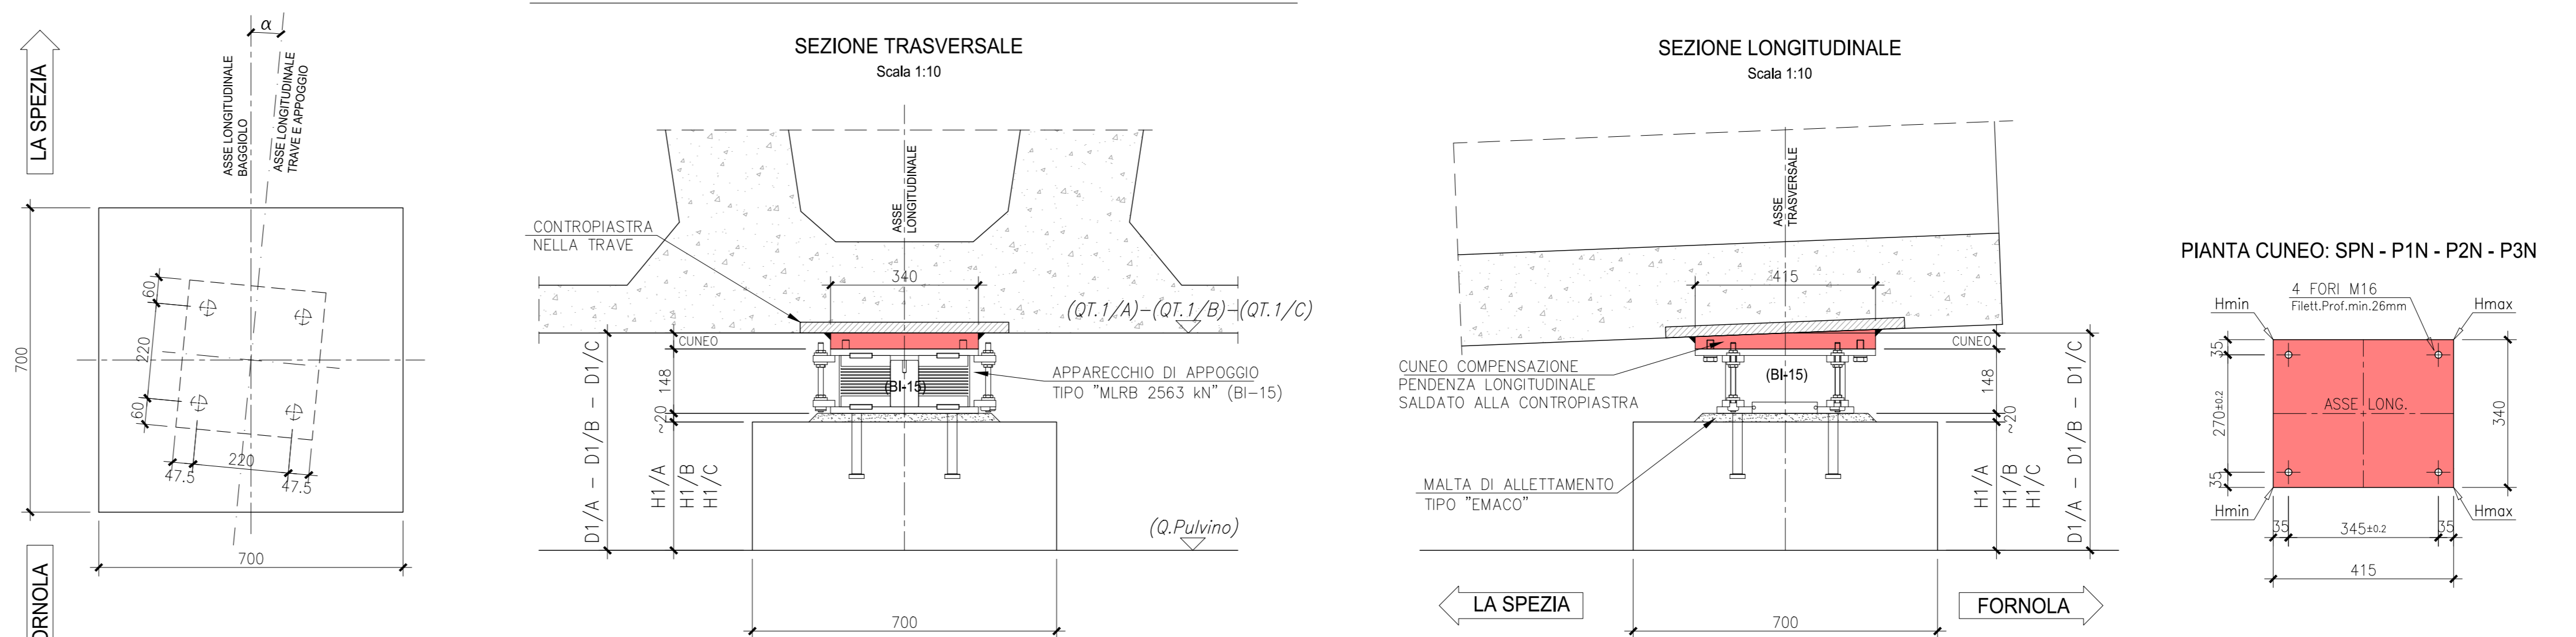 LA SPEZIA
α
ASSE LONGITUDINALE
BAGGIOLO
ASSE LONGITUDINALE
TRAVE E APPOGGIO
700
60
220
60
47.5
220
47.5
700
SEZIONE TRASVERSALE
Scala 1:10
CONTROPIASTRA
NELLA TRAVE
ASSE
LONGITUDINALE
340
(QT.1/A)-(QT.1/B)-(QT.1/C)
CUNEO
148
~20
(BI-15)
APPARECCHIO DI APPOGGIO
TIPO "MLRB 2563 kN" (BI-15)
D1/A - D1/B - D1/C
H1/A
H1/B
H1/C
(Q.Pulvino)
700
SEZIONE LONGITUDINALE
Scala 1:10
ASSE
TRASVERSALE
415
CUNEO
CUNEO COMPENSAZIONE
PENDENZA LONGITUDINALE
SALDATO ALLA CONTROPIASTRA
(BI-15)
148
~20
MALTA DI ALLETTAMENTO
TIPO "EMACO"
H1/A
H1/B
H1/C
D1/A - D1/B - D1/C
LA SPEZIA
FORNOLA
700
PIANTA CUNEO: SPN - P1N - P2N - P3N
4 FORI M16
Filett.Prof.min.26mm
Hmin
Hmax
35
270±0.2
35
ASSE LONG.
340
Hmin
Hmax
35
345±0.2
35
415